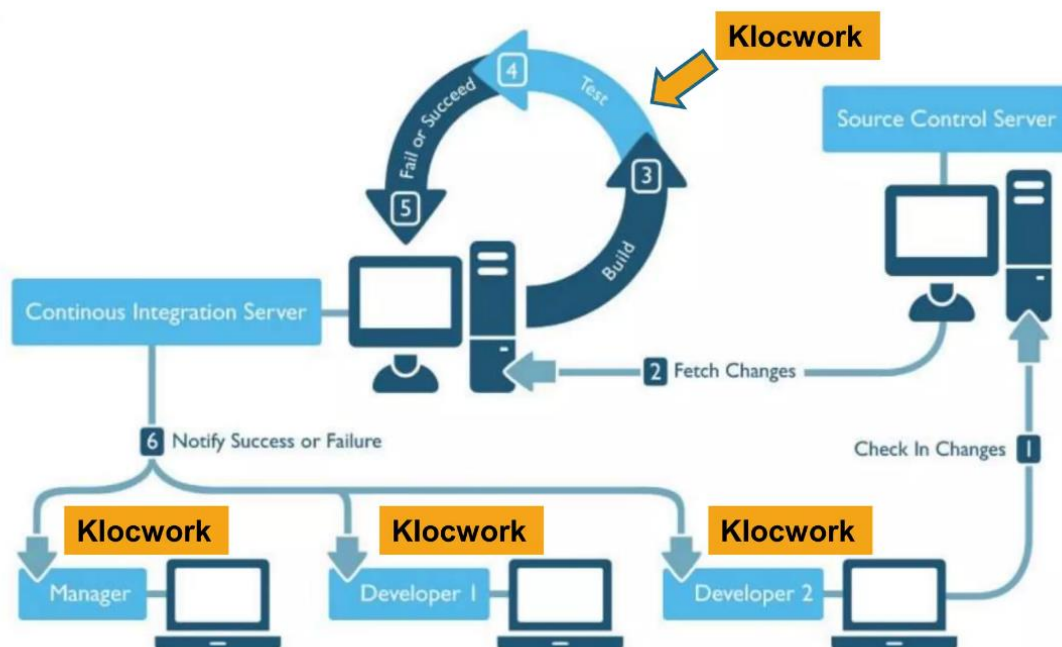 Klocwork
4
Test
Source Control Server
Fail or Succeed
3
5
Build
Continous Integration Server
2 Fetch Changes
6 Notify Success or Failure
Check In Changes 1
Klocwork
Klocwork
Klocwork
Manager
Developer 1
Developer 2